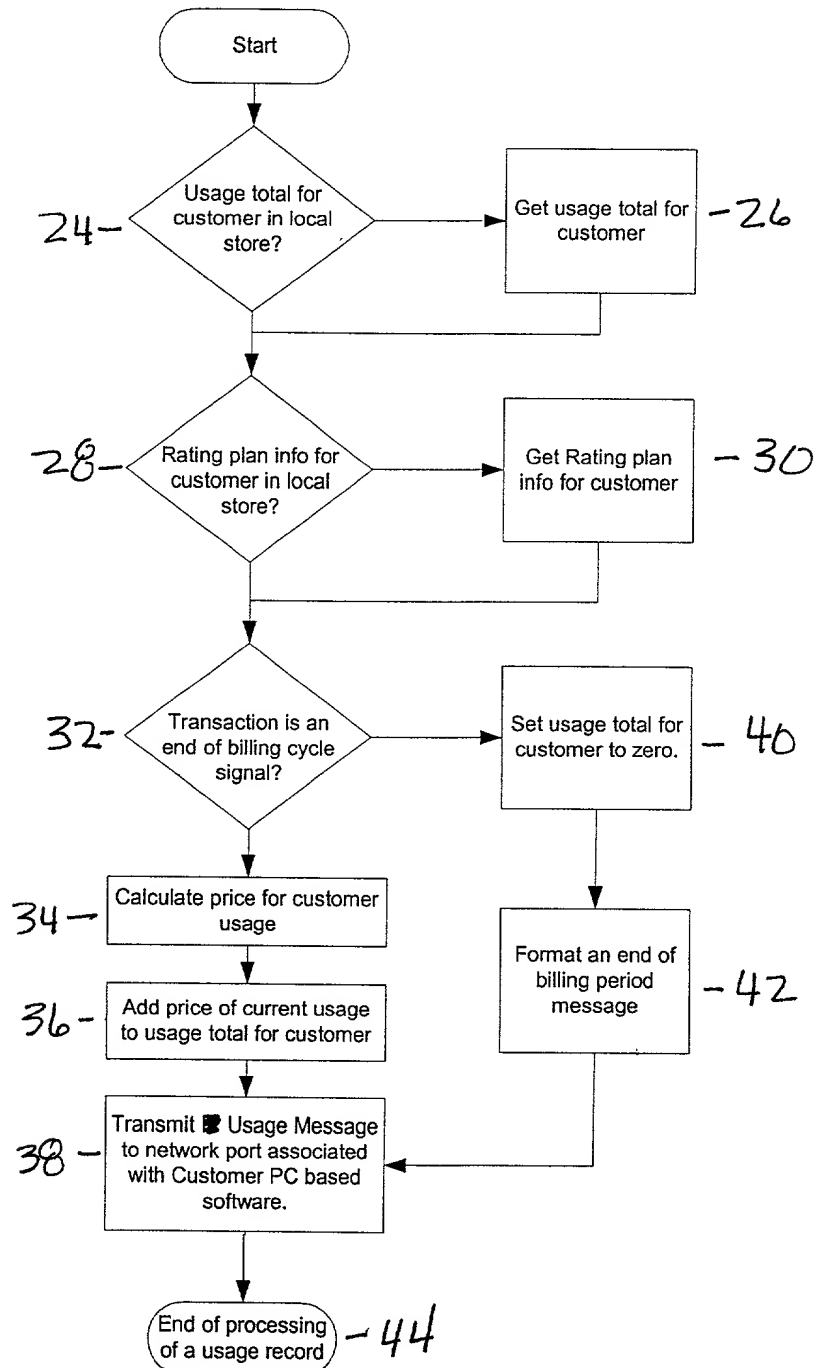 Start
Usage total for
customer in local
store?
24-
Get usage total for
customer
-26
Rating plan info for
customer in local
store?
28-
Get Rating plan
info for customer
-30
Transaction is an
end of billing cycle
signal?
32-
Set usage total for
customer to zero.
- 40
Calculate price for customer
usage
34-
Format an end of
billing period
message
-42
Add price of current usage
to usage total for customer
36-
Transmit Usage Message
to network port associated
with Customer PC based
software.
38-
End of processing
of a usage record
-44